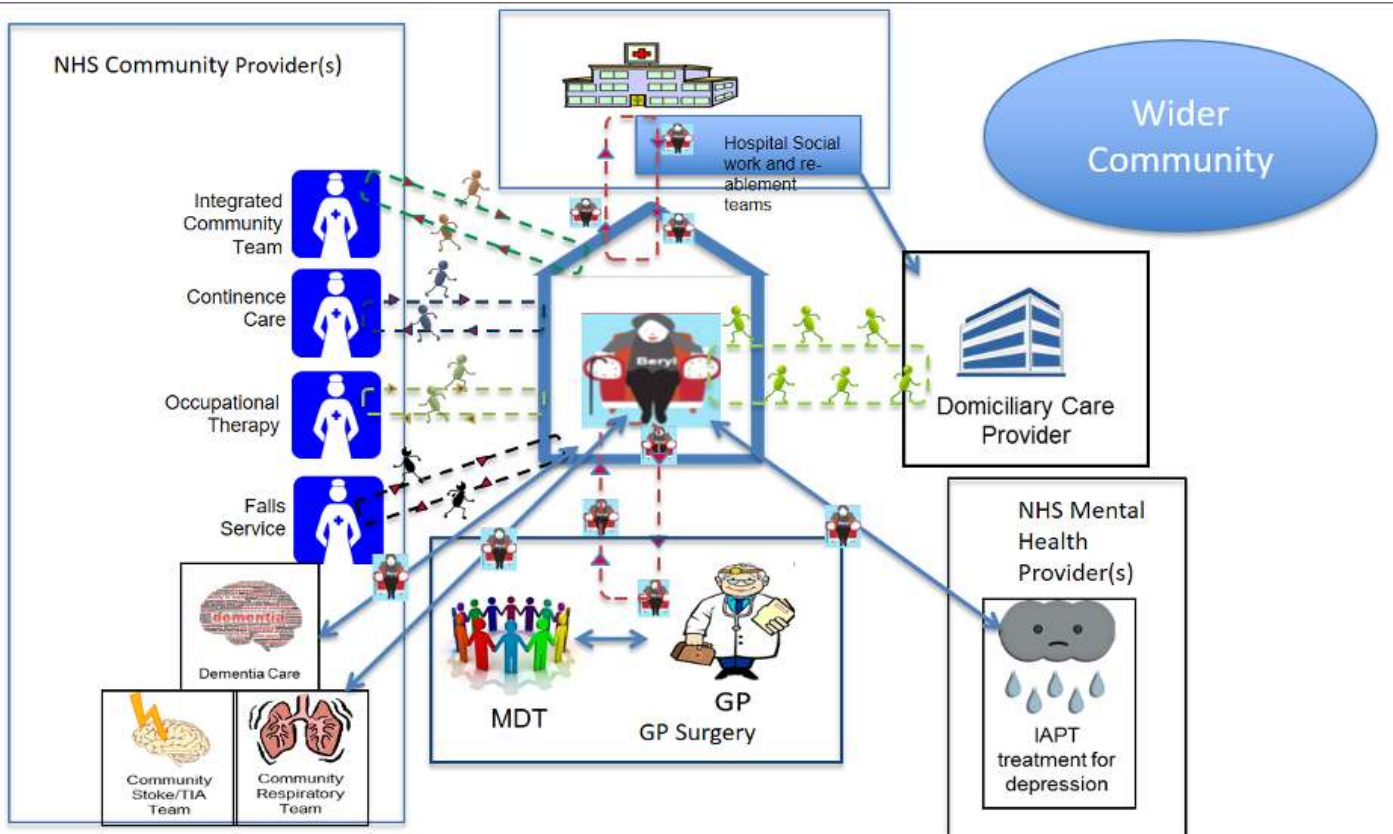 NHS Community Provider(s)
Integrated
Community
Team
Continence
Care
Occupational
Therapy
Falls
Service
dementia
Dementia Care
Community
Stoke/TIA
Team
Community
Respiratory
Team
Hospital Social
work and re-
ablement
teams
Beryl
MDT
GP
GP Surgery
Wider
Community
Domiciliary Care
Provider
NHS Mental
Health
Provider(s)
IAPT
treatment for
depression